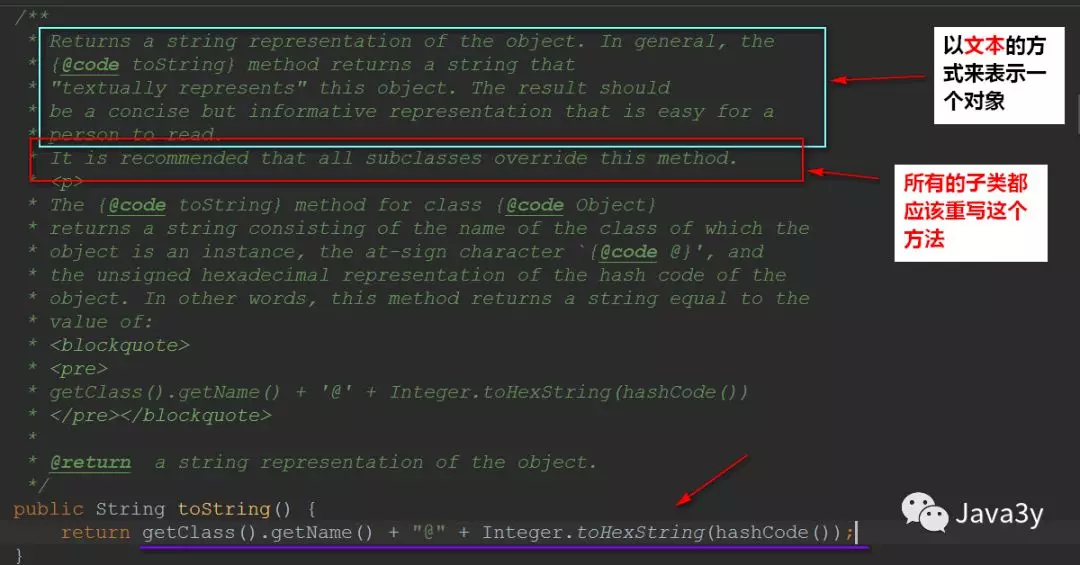 /**
* Returns a string representation of the object. In general, the
* {@code toString} method returns a string that
* "textually represents" this object. The result should
* be a concise but informative representation that is easy for a
* person to read.
* It is recommended that all subclasses override this method.
* <p>
* The {@code toString} method for class {@code Object}
* returns a string consisting of the name of the class of which the
* object is an instance, the at-sign character `{@code @}', and
* the unsigned hexadecimal representation of the hash code of the
* object. In other words, this method returns a string equal to the
* value of:
* <blockquote>
* <pre>
* getClass().getName() + '@' + Integer.toHexString(hashCode())
* </pre></blockquote>
*
* @return  a string representation of the object.
*/
public String toString() {
return getClass().getName() + "@" + Integer.toHexString(hashCode());
}
以文本的方
式来表示一
个对象
所有的子类都
应该重写这个
方法
Java3y